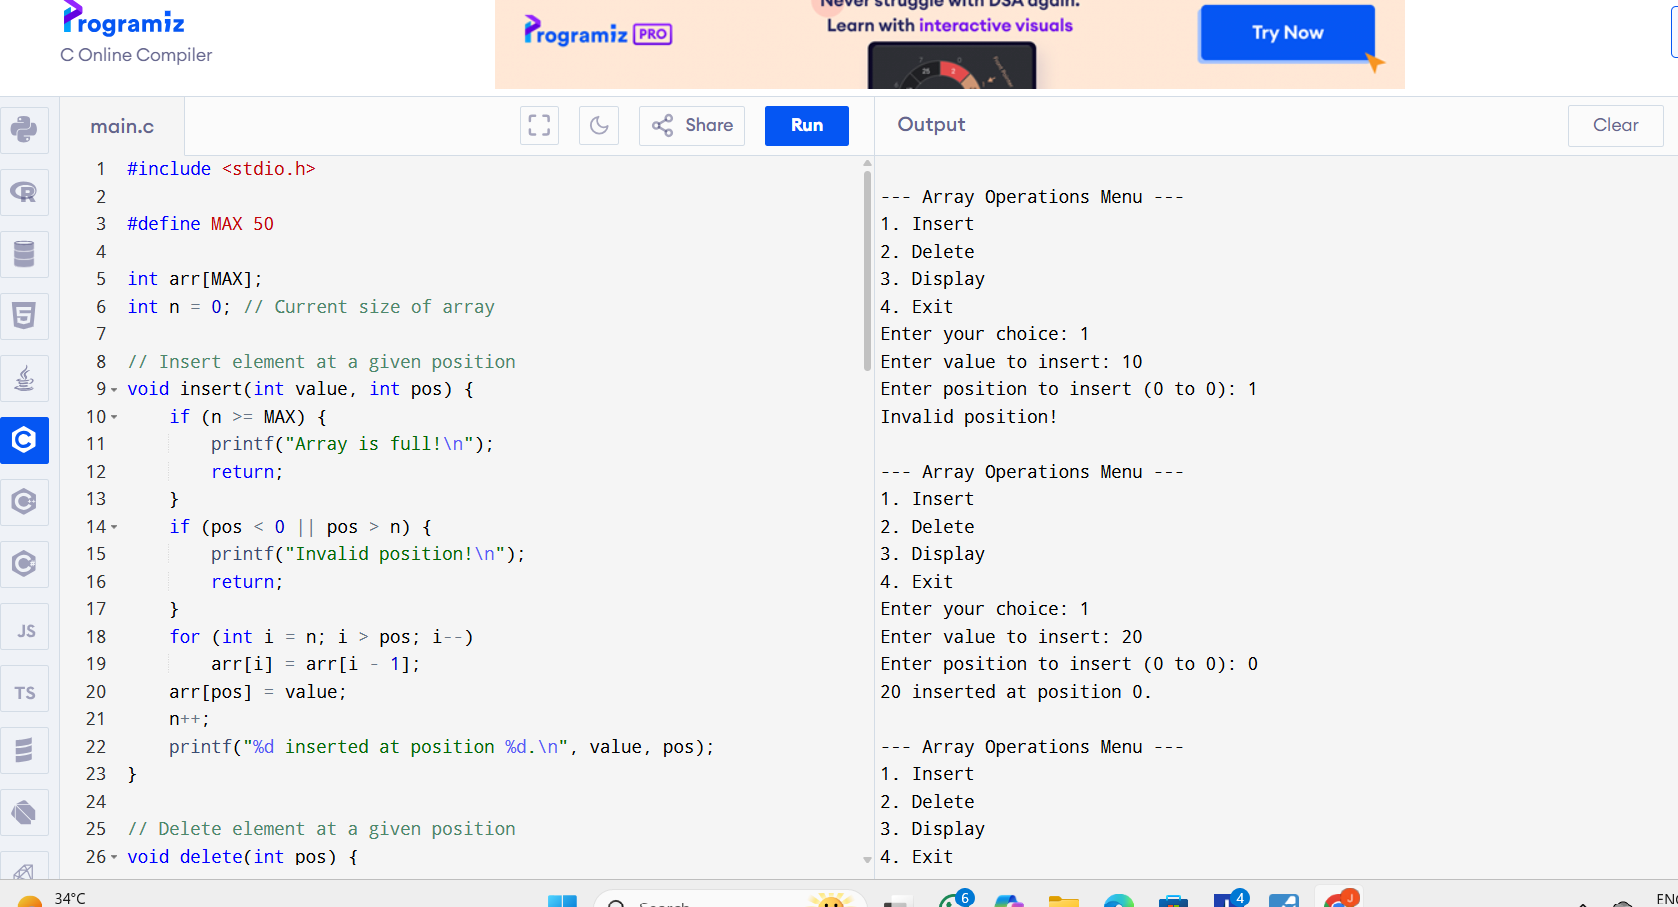 Programiz
C Online Compiler
Programiz PRO
Never struggle with DSA again.
Learn with interactive visuals
Try Now
main.c
Share
Run
Output
Clear
1 #include <stdio.h>
2
3 #define MAX 50
4
5 int arr[MAX];
6 int n = 0; // Current size of array
7
8 // Insert element at a given position
9 void insert(int value, int pos) {
10 if (n >= MAX) {
11 printf("Array is full!\n");
12 return;
13 }
14 if (pos < 0 || pos > n) {
15 printf("Invalid position!\n");
16 return;
17 }
18 for (int i = n; i > pos; i--)
19 arr[i] = arr[i - 1];
20 arr[pos] = value;
21 n++;
22 printf("%d inserted at position %d.\n", value, pos);
23 }
24
25 // Delete element at a given position
26 void delete(int pos) {
--- Array Operations Menu ---
1. Insert
2. Delete
3. Display
4. Exit
Enter your choice: 1
Enter value to insert: 10
Enter position to insert (0 to 0): 1
Invalid position!
--- Array Operations Menu ---
1. Insert
2. Delete
3. Display
4. Exit
Enter your choice: 1
Enter value to insert: 20
Enter position to insert (0 to 0): 0
20 inserted at position 0.
--- Array Operations Menu ---
1. Insert
2. Delete
3. Display
4. Exit
JS
TS
34°C
Search
6
4
J